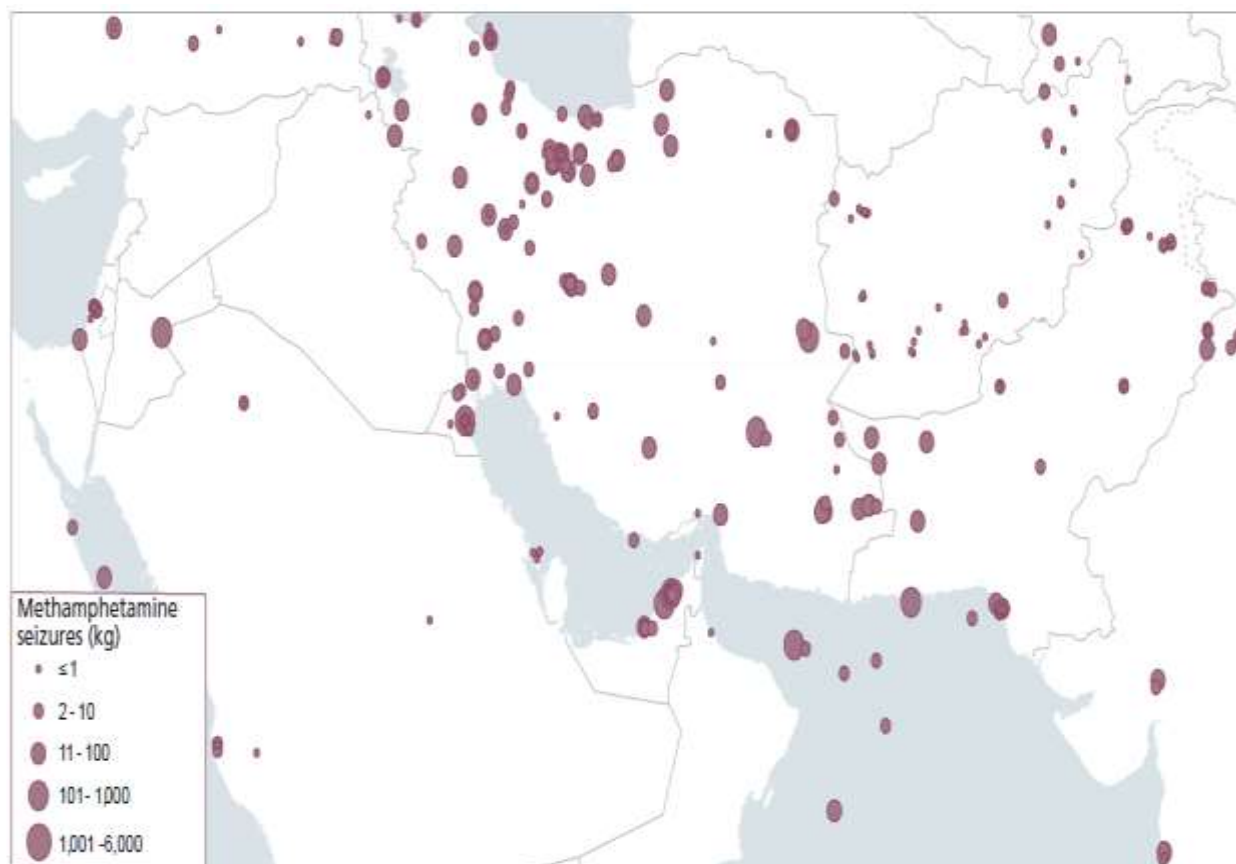 Methamphetamine
seizures (kg)
≤1
2 - 10
11 - 100
101 - 1,000
1,001 -6,000